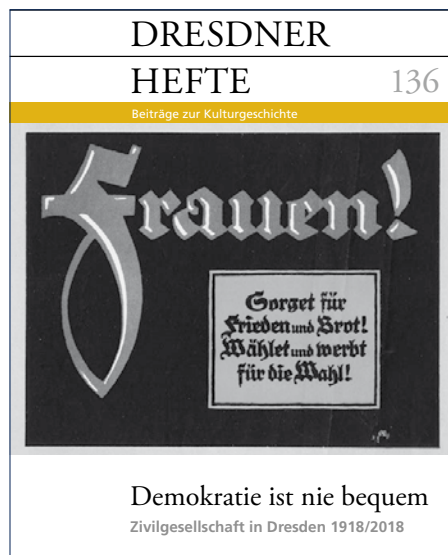 DRESDNER
HEFTE 136
Beiträge zur Kulturgeschichte
Frauen!
Sorget für
Frieden und Brot!
Wählet und werbt
für die Wahl!
Demokratie ist nie bequem
Zivilgesellschaft in Dresden 1918/2018